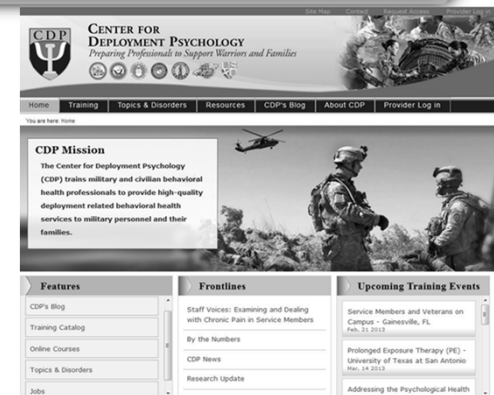 Site Map Contact Request Access Provider Log in
CDP
CENTER FOR
DEPLOYMENT PSYCHOLOGY
Preparing Professionals to Support Warriors and Families
Home Training Topics & Disorders Resources CDP's Blog About CDP Provider Log in
You are here: Home
CDP Mission
The Center for Deployment Psychology
(CDP) trains military and civilian behavioral
health professionals to provide high-quality
deployment related behavioral health
services to military personnel and their
families.
Features
CDP's Blog
Training Catalog
Online Courses
Topics & Disorders
Jobs
Frontlines
Staff Voices: Examining and Dealing
with Chronic Pain in Service Members
By the Numbers
CDP News
Research Update
Upcoming Training Events
Service Members and Veterans on
Campus - Gainesville, FL
Feb. 21 2013
Prolonged Exposure Therapy (PE) -
University of Texas at San Antonio
Mar. 14 2013
Addressing the Psychological Health